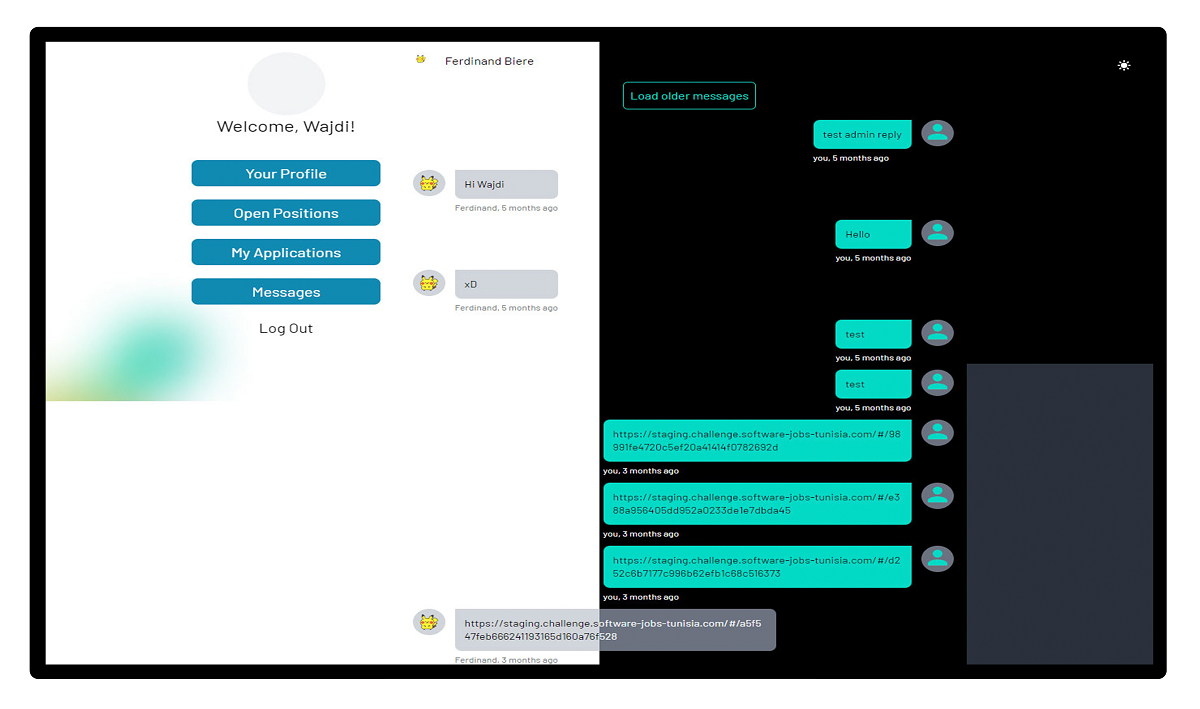 Welcome, Wajdi!
Your Profile
Open Positions
My Applications
Messages
Log Out
Ferdinand Biere
Load older messages
test admin reply
you, 5 months ago
Hi Wajdi
Ferdinand, 5 months ago
Hello
you, 5 months ago
xD
Ferdinand, 5 months ago
test
you, 5 months ago
test
you, 5 months ago
https://staging.challenge.software-jobs-tunisia.com/#/98
991fe4720c5ef20a41414f0782692d
you, 3 months ago
https://staging.challenge.software-jobs-tunisia.com/#/e3
88a956405dd952a0233de1e7dbda45
you, 3 months ago
https://staging.challenge.software-jobs-tunisia.com/#/d2
52c6b7177c996b62efb1c68c516373
you, 3 months ago
https://staging.challenge.software-jobs-tunisia.com/#/a5f5
47feb666241193165d160a76f528
Ferdinand, 3 months ago